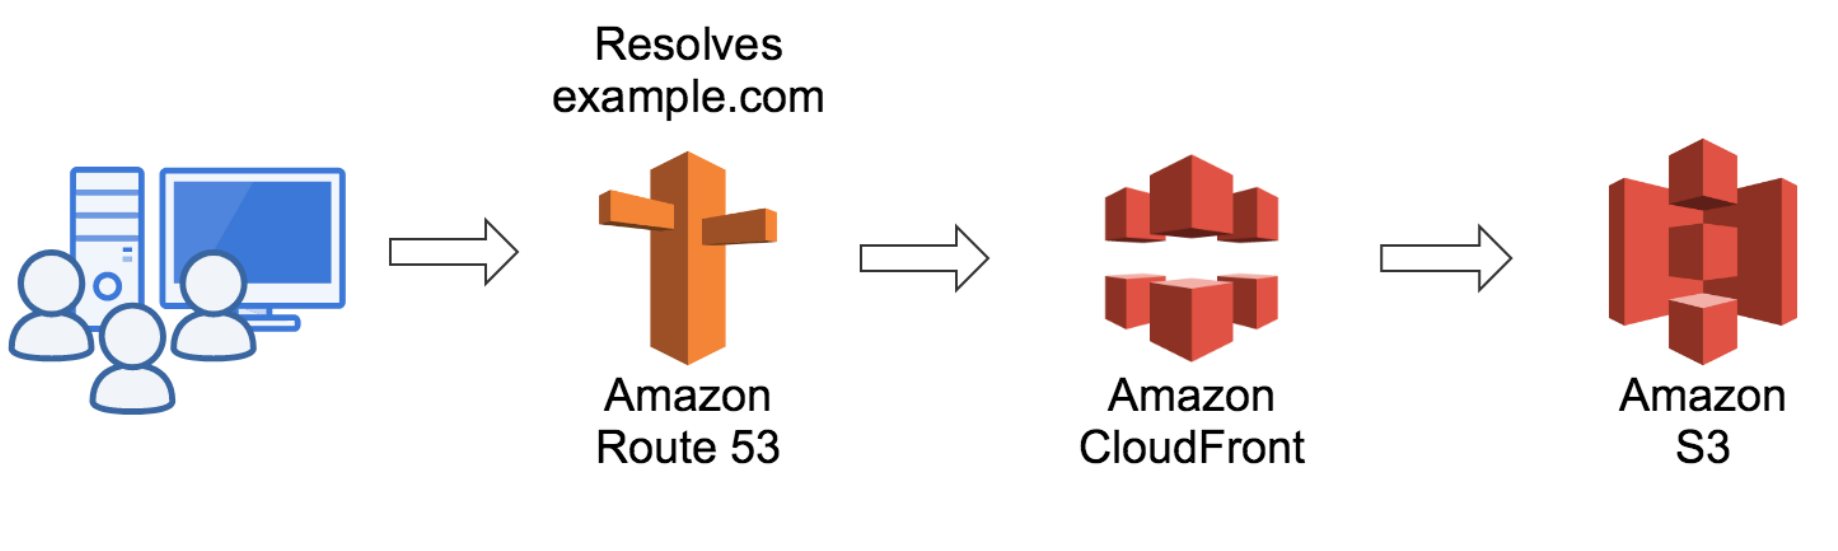 Resolves
example.com
Amazon
Route 53
Amazon
CloudFront
Amazon
S3